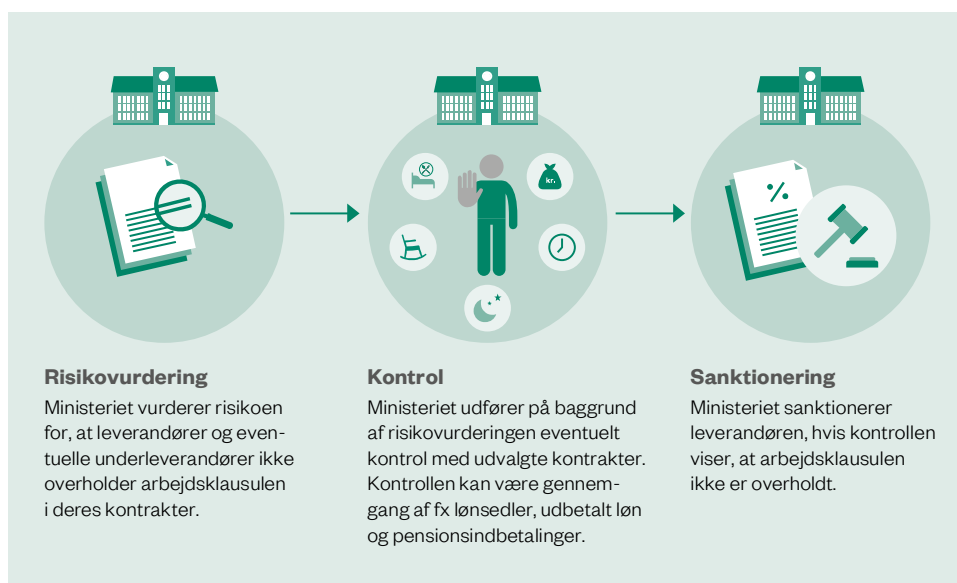 kr.
%
Risikovurdering
Ministeriet vurderer risikoen
for, at leverandører og even-
tuelle underleverandører ikke
overholder arbejdsklausulen
i deres kontrakter.
Kontrol
Ministeriet udfører på baggrund
af risikovurderingen eventuelt
kontrol med udvalgte kontrakter.
Kontrollen kan være gennem-
gang af fx lønsedler, udbetalt løn
og pensionsindbetalinger.
Sanktionering
Ministeriet sanktionerer
leverandøren, hvis kontrollen
viser, at arbejdsklausulen
ikke er overholdt.